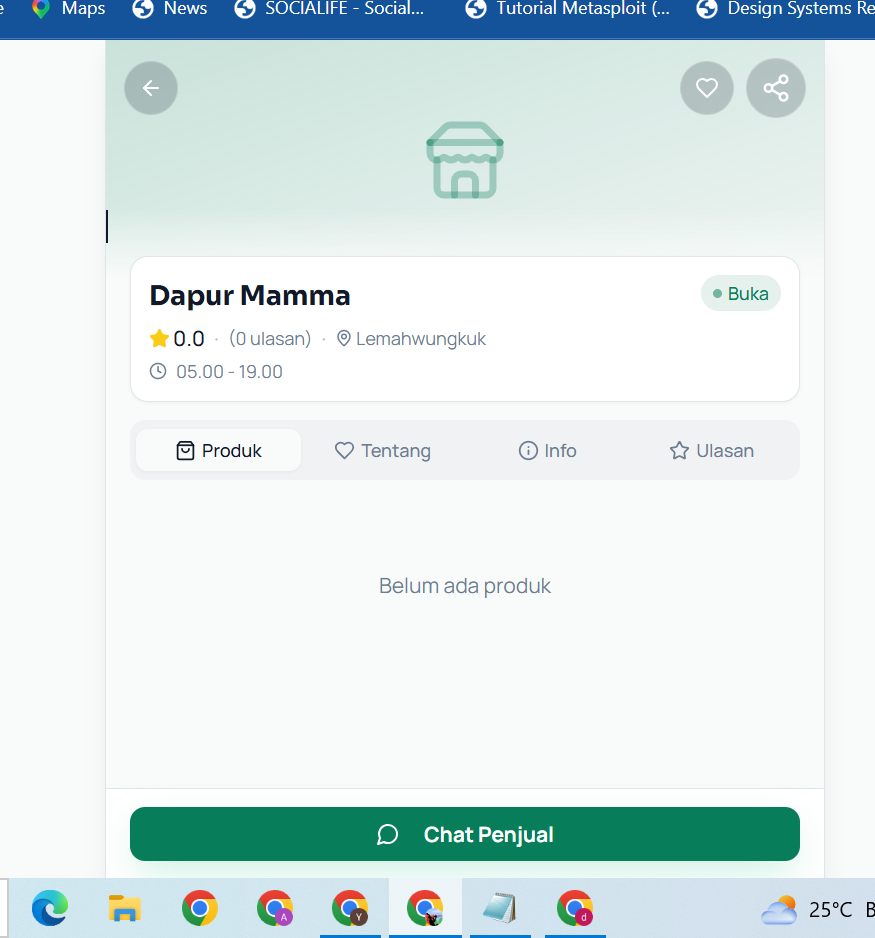 e Maps News SOCIALIFE - Social... Tutorial Metasploit (... Design Systems Re
Dapur Mamma
Buka
0.0 · (0 ulasan) · Lemahwungkuk
05.00 - 19.00
Produk Tentang Info Ulasan
Belum ada produk
Chat Penjual
A Y d 25°C B